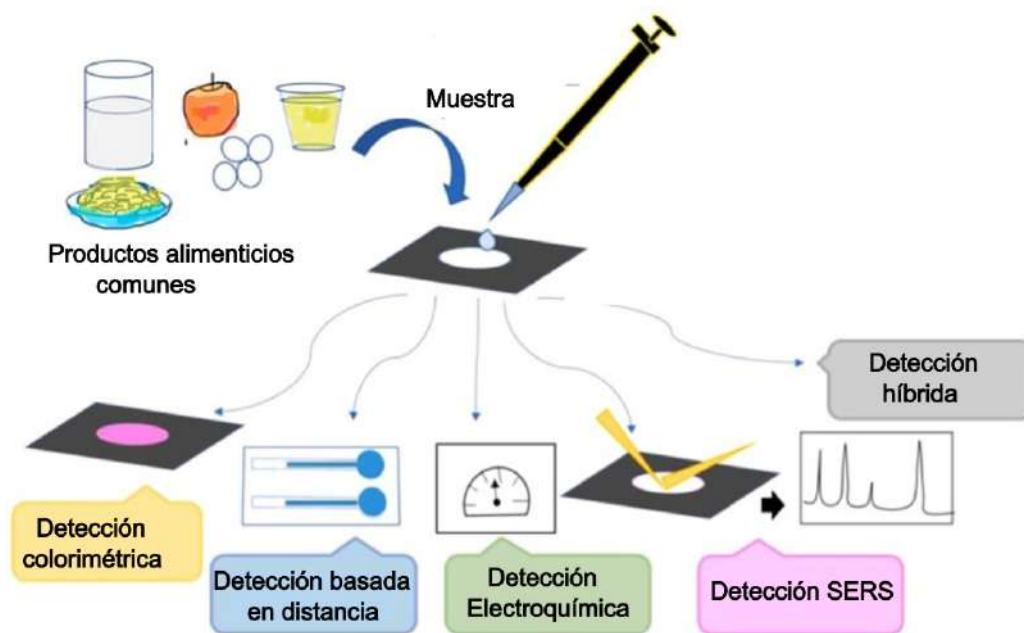 Muestra
Productos alimenticios
comunes
Detección
híbrida
Detección
colorimétrica
Detección basada
en distancia
Detección
Electroquímica
Detección SERS